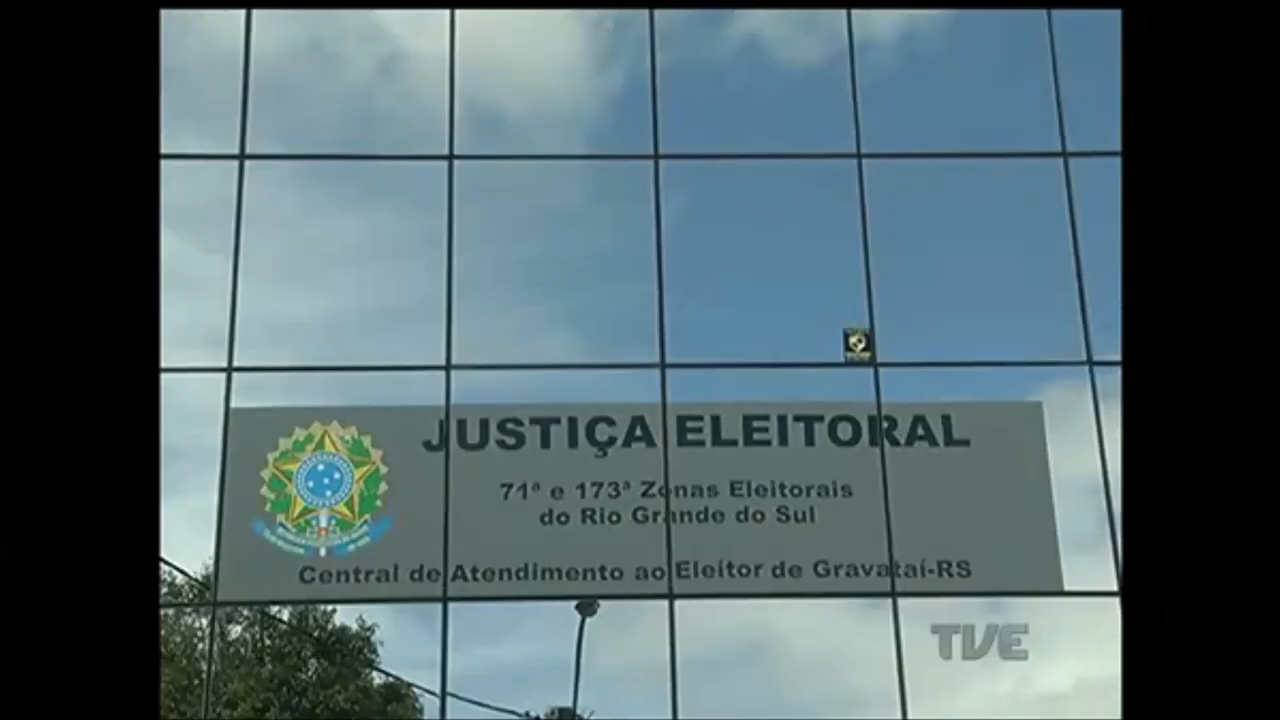 JUSTIÇA ELEITORAL
71ª e 173ª Zonas Eleitorais
do Rio Grande do Sul
Central de Atendimento ao Eleitor de Gravataí-RS
TVE